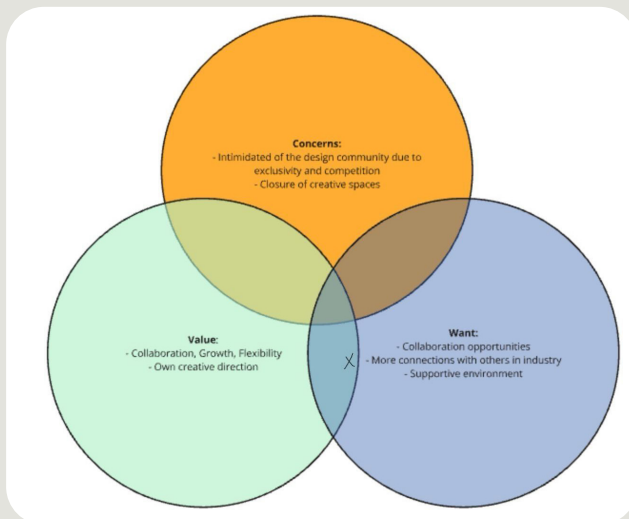 Concerns:
- Intimidated of the design community due to
exclusivity and competition
- Closure of creative spaces
Value:
- Collaboration, Growth, Flexibility
- Own creative direction
X
Want:
- Collaboration opportunities
- More connections with others in industry
- Supportive environment